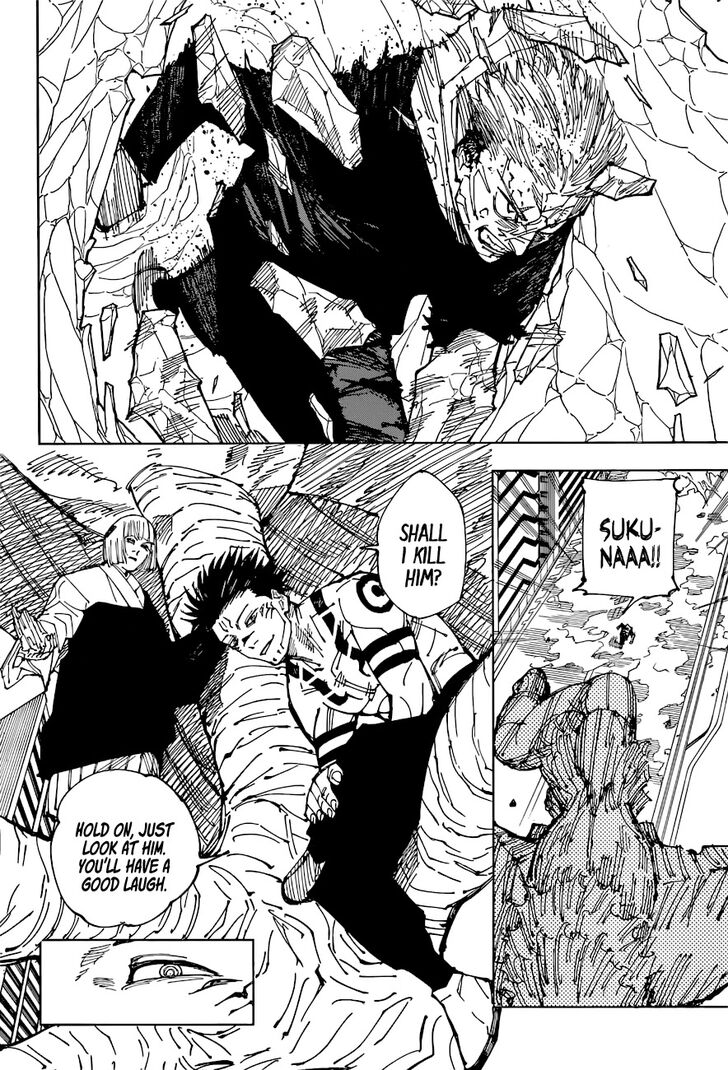 SUKU-
NAAA!!
SHALL
I KILL
HIM?
HOLD ON, JUST
LOOK AT HIM.
YOU'LL HAVE A
GOOD LAUGH.